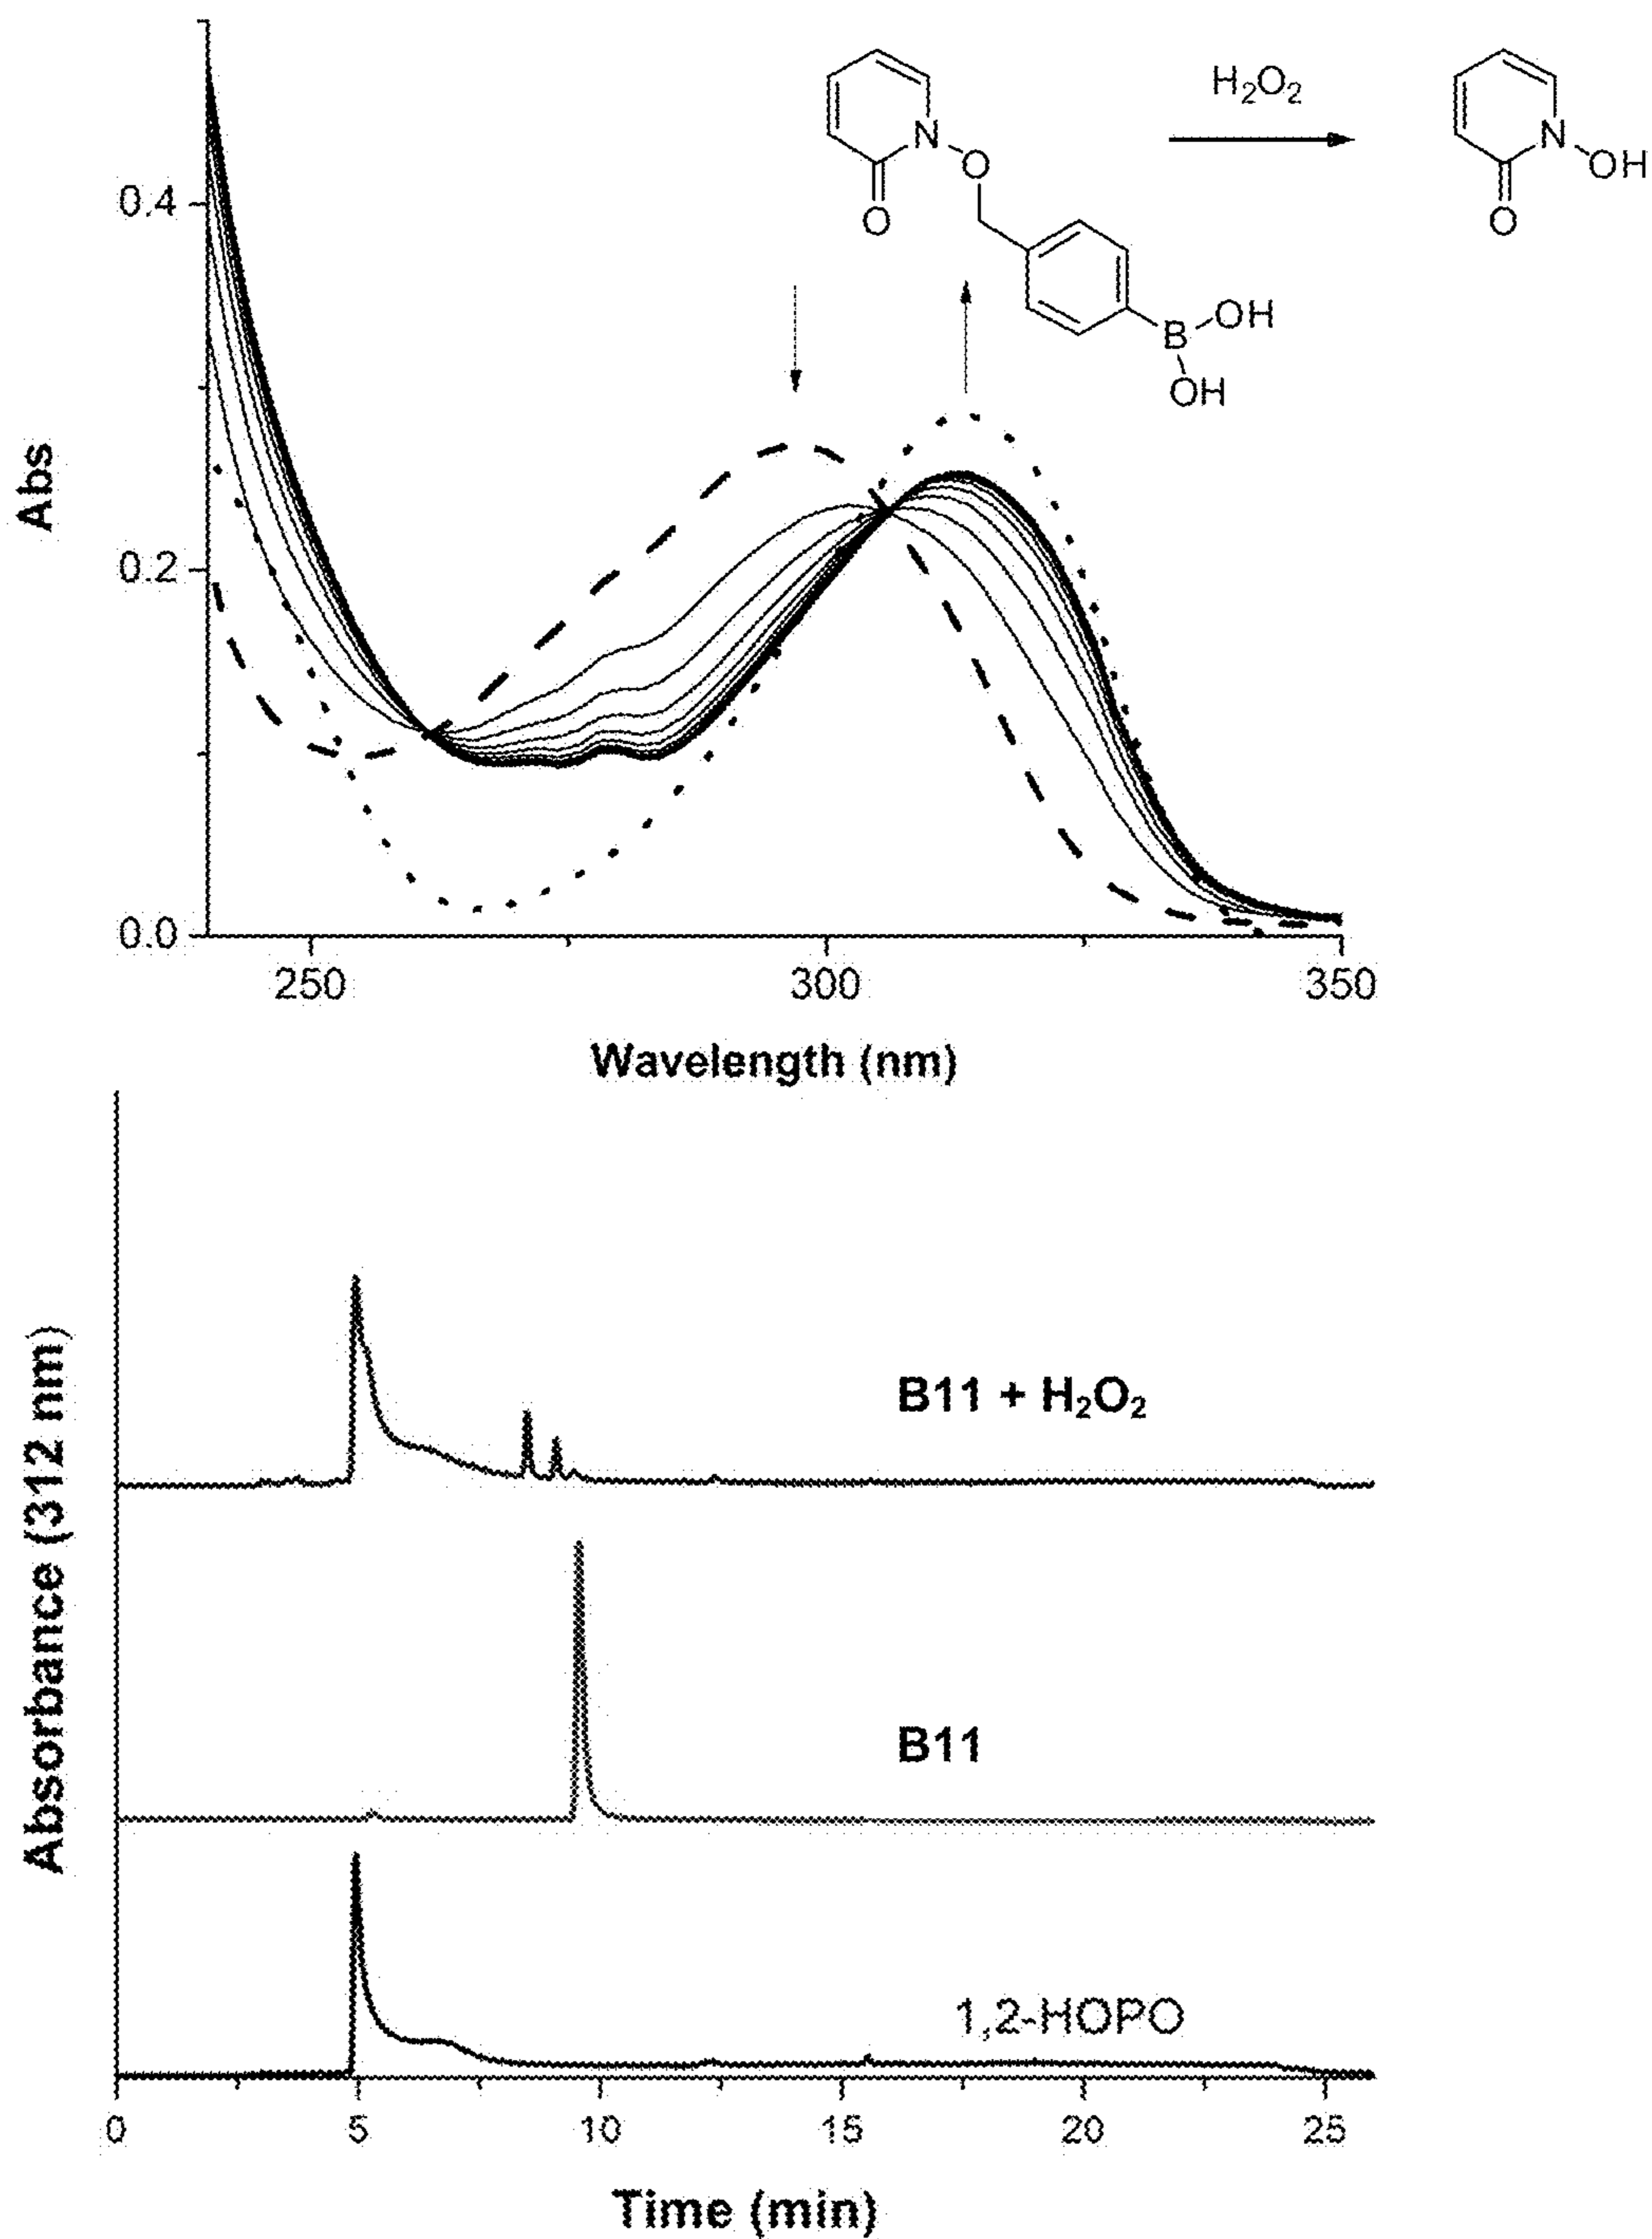 H₂O₂
N
OH
N
O
O
O
0.4
B
OH
OH
Abs
0.2
0.0
250
300
350
Wavelength (nm)
B11 + H₂O₂
Absorbance (312 nm)
B11
1,2-HOPO
0
5
10
15
20
25
Time (min)